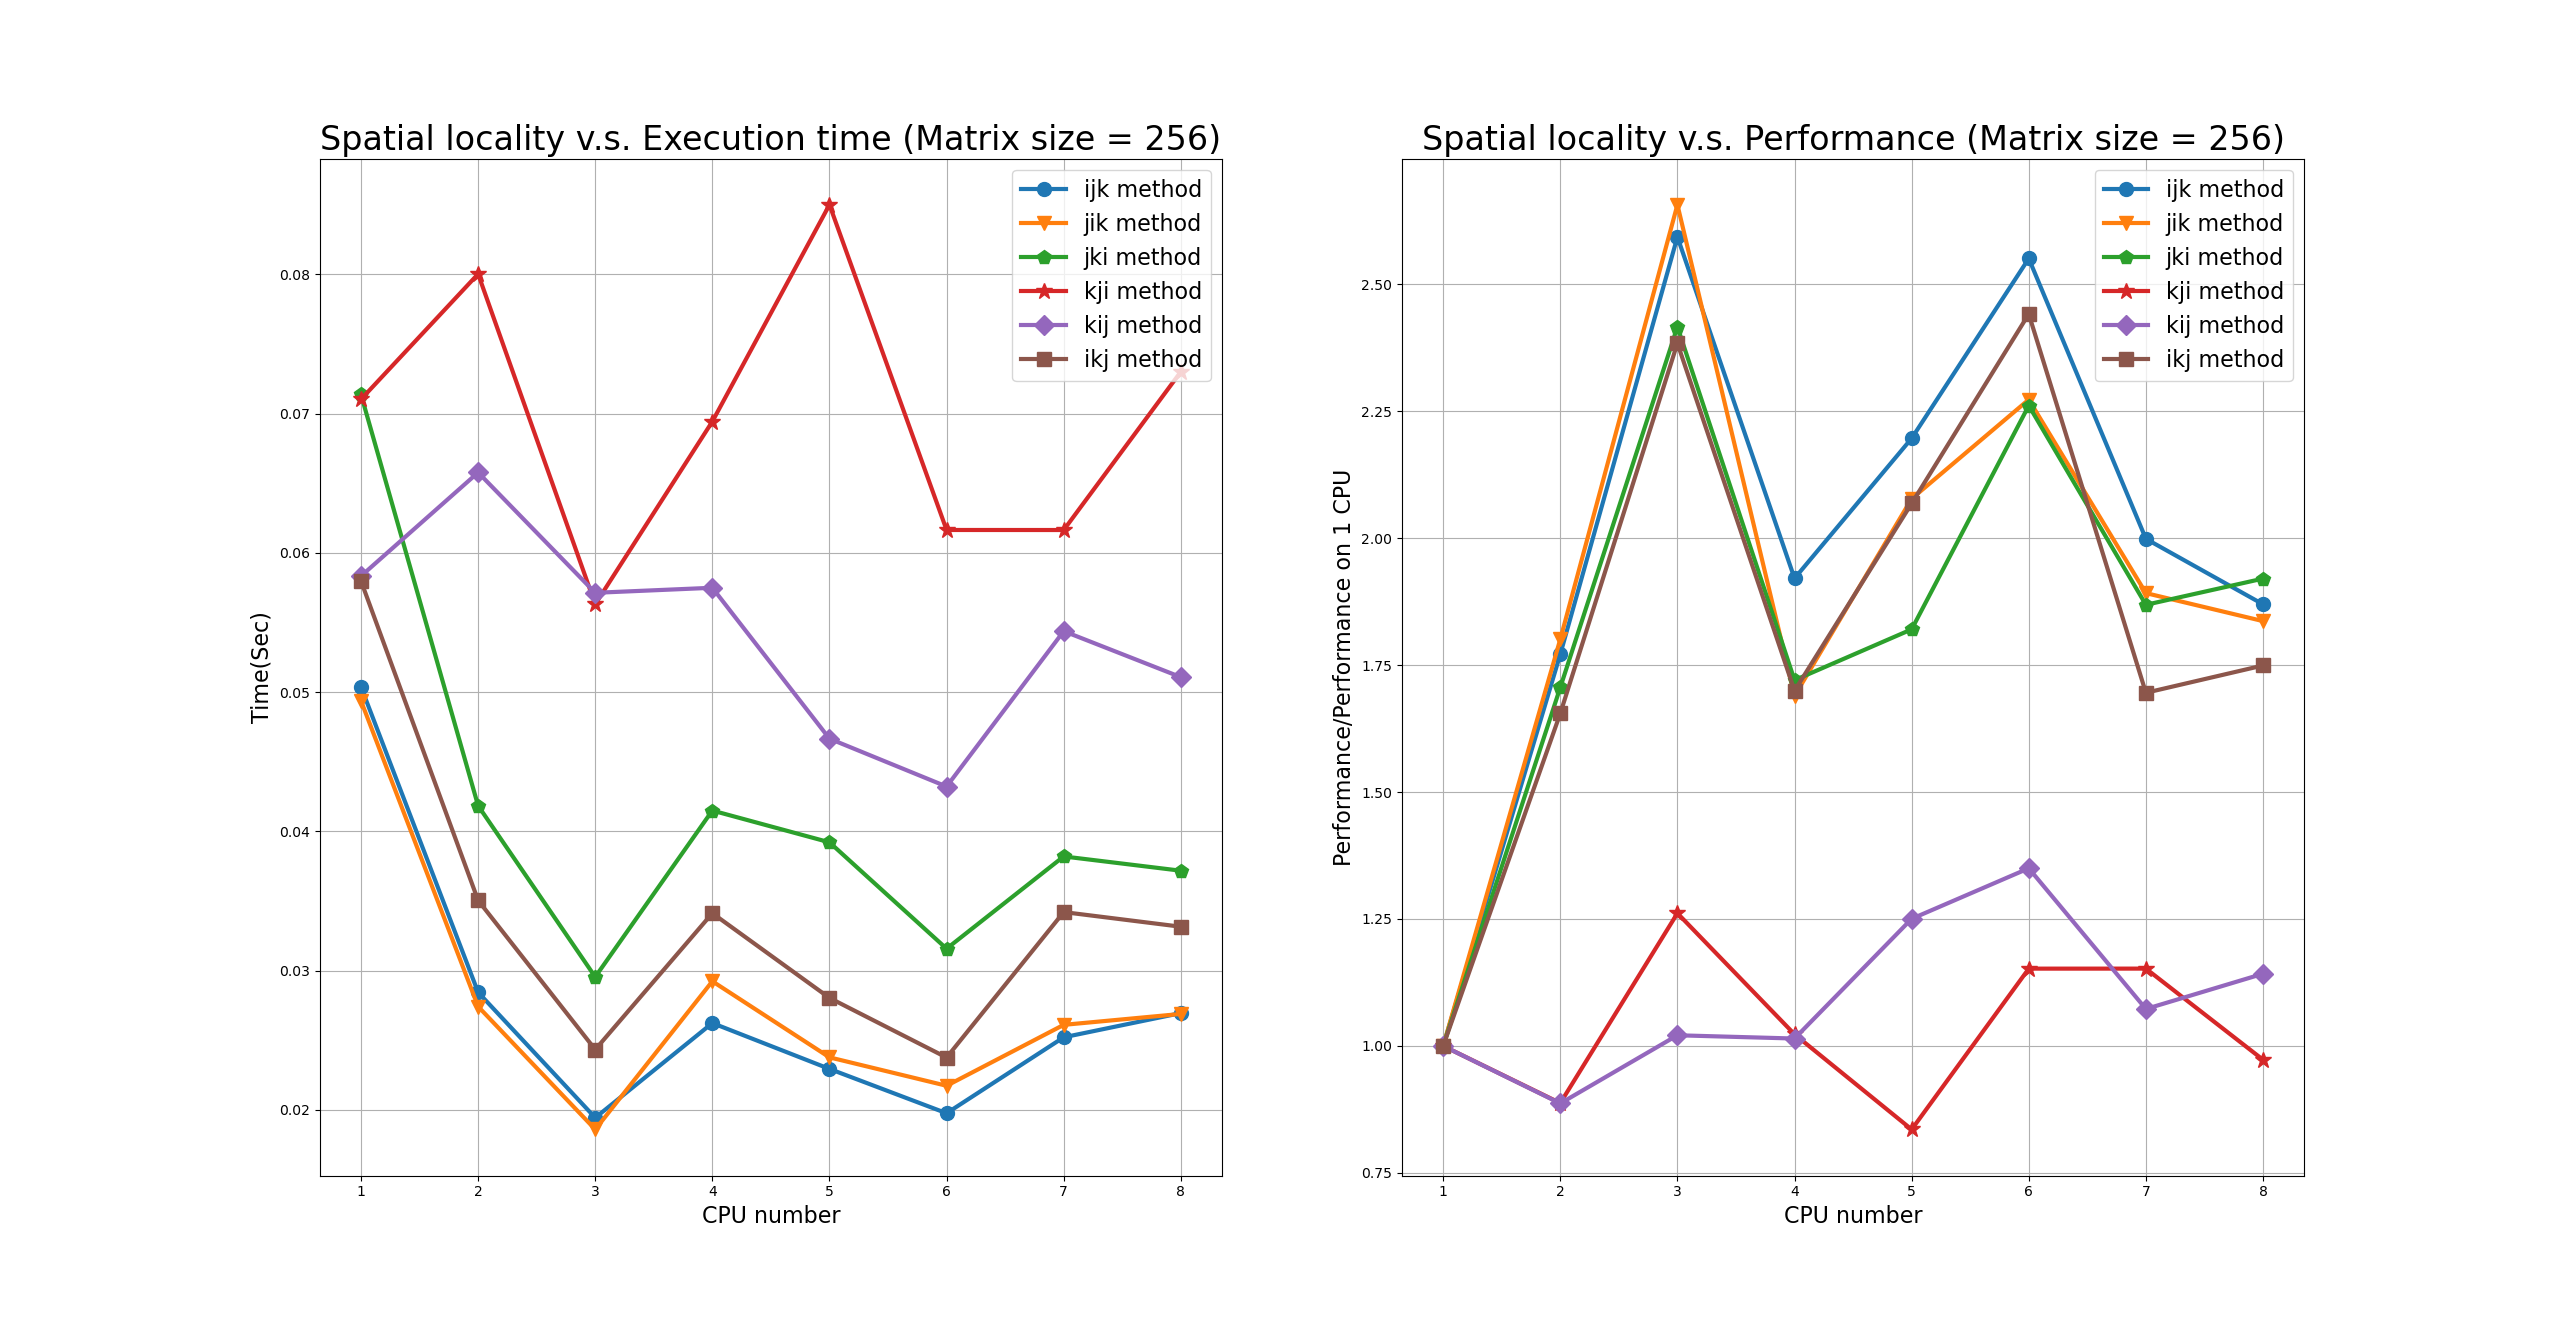 Spatial locality v.s. Execution time (Matrix size = 256)
ijk method
jik method
jki method
kji method
kij method
ikj method
0.08
0.07
0.06
0.05
0.04
0.03
0.02
Time(Sec)
1 2 3 4 5 6 7 8
CPU number
Spatial locality v.s. Performance (Matrix size = 256)
ijk method
jik method
jki method
kji method
kij method
ikj method
2.50
2.25
2.00
1.75
1.50
1.25
1.00
0.75
Performance/Performance on 1 CPU
1 2 3 4 5 6 7 8
CPU number